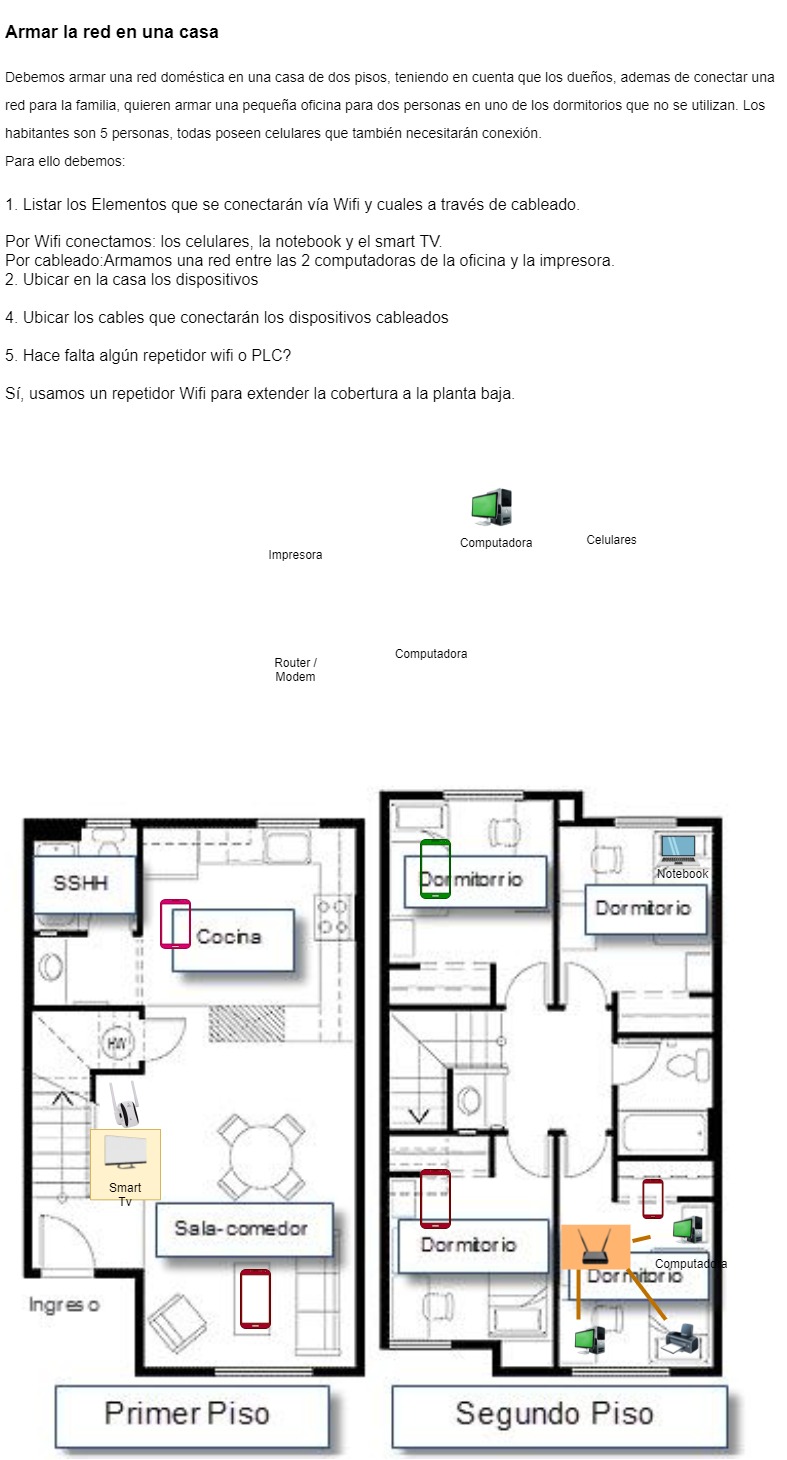 Armar la red en una casa
Debemos armar una red doméstica en una casa de dos pisos, teniendo en cuenta que los dueños, ademas de conectar una
red para la familia, quieren armar una pequeña oficina para dos personas en uno de los dormitorios que no se utilizan. Los
habitantes son 5 personas, todas poseen celulares que también necesitarán conexión.
Para ello debemos:
1. Listar los Elementos que se conectarán vía Wifi y cuales a través de cableado.
Por Wifi conectamos: los celulares, la notebook y el smart TV.
Por cableado:Armamos una red entre las 2 computadoras de la oficina y la impresora.
2. Ubicar en la casa los dispositivos
4. Ubicar los cables que conectarán los dispositivos cableados
5. Hace falta algún repetidor wifi o PLC?
Sí, usamos un repetidor Wifi para extender la cobertura a la planta baja.
Computadora
Celulares
Impresora
Computadora
Router /
Modem
SSHH
Cocina
HW
Smart
Tv
Sala-comedor
Ingreso
Primer Piso
Dormitorrio
Notebook
Dormitorio
Dormitorio
Computadora
Dormitorio
Segundo Piso